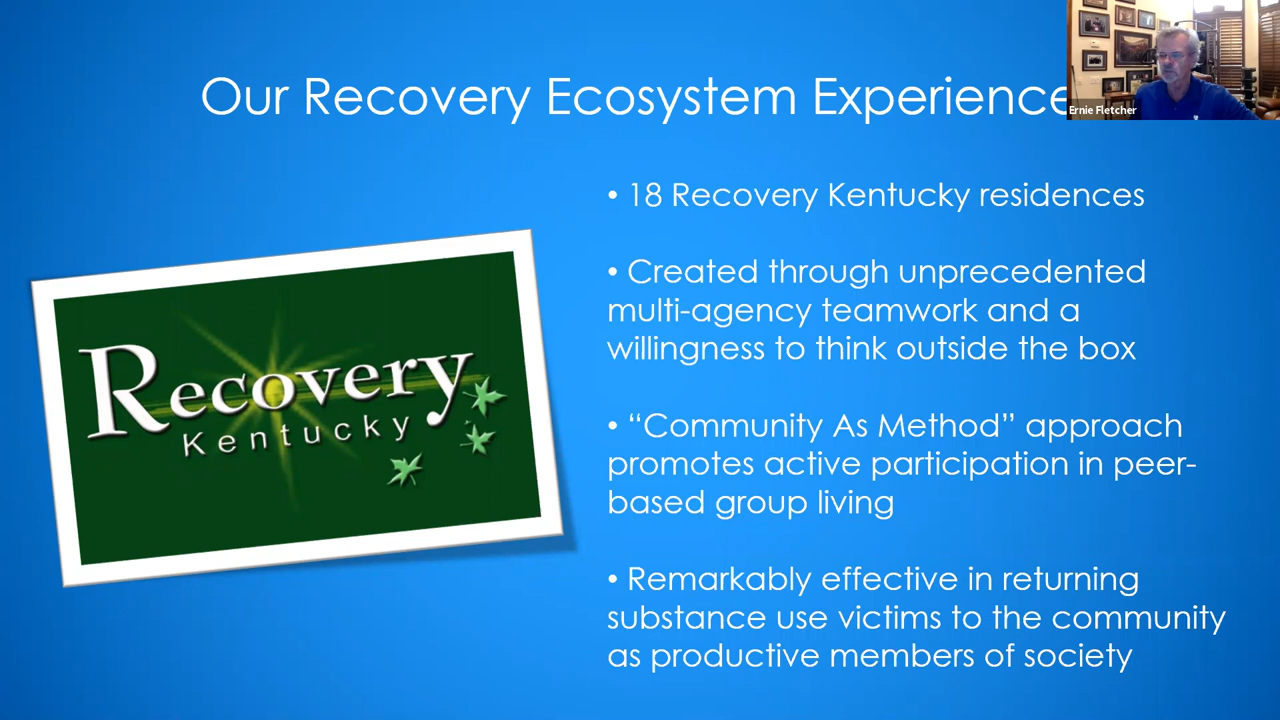 Our Recovery Ecosystem Experience
Ernie Fletcher
• 18 Recovery Kentucky residences
• Created through unprecedented
multi-agency teamwork and a
willingness to think outside the box
• “Community As Method” approach
promotes active participation in peer-
based group living
• Remarkably effective in returning
substance use victims to the community
as productive members of society
Recovery
Kentucky